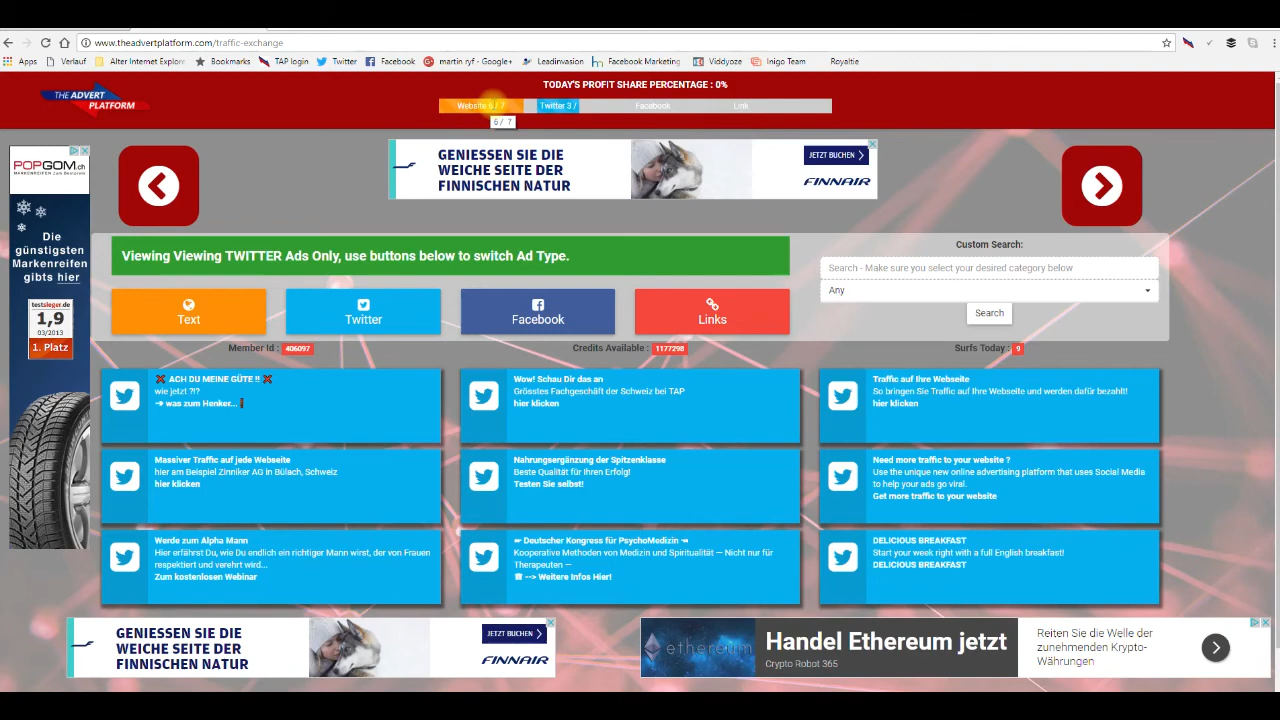 www.theadvertplatform.com/traffic-exchange
Apps
Alter Internet Explore
Bookmarks
TAP login
Twitter
Facebook
martin ryf - Google+
Leadinvasion
Facebook Marketing
Viddyoze
Inigo Today
Royaltie
THE ADVERT
PLATFORM
TODAY'S PROFIT SHARE PERCENTAGE : 0%
Website 6 / 7
Twitter 3 /
Facebook
Link
6 / 7
POPGOM.ch
MARKENREIFEN zum Bestpreis
Die
günstigsten
Markenreifen
gibts hier
testsieger.de
1,9
03/2013
1. Platz
GENIESSEN SIE DIE
WEICHE SEITE DER
FINNISCHEN NATUR
JETZT BUCHEN
FINNAIR
Viewing Viewing TWITTER Ads Only, use buttons below to switch Ad Type.
Text
Twitter
Facebook
Links
Custom Search:
Search - Make sure you select your desired category below
Any
Search
Member Id : 406097
Credits Available : 1177298
Surfs Today : 9
❌ ACH DU MEINE GÜTE !! ❌
wie jetzt ?!?
➔ was zum Henker...
Wow! Schau Dir das an
Grösstes Fachgeschäft der Schweiz bei TAP
hier klicken
Traffic auf Ihre Webseite
So bringen Sie Traffic auf Ihre Webseite und werden dafür bezahlt!
hier klicken
Massiver Traffic auf jede Webseite
hier am Beispiel Zinniker AG in Bülach, Schweiz
hier klicken
Nahrungsergänzung der Spitzenklasse
Beste Qualität für Ihren Erfolg!
Testen Sie selbst!
Need more traffic to your website ?
Use the unique new online advertising platform that uses Social Media
to help your ads go viral.
Get more traffic to your website
Werde zum Alpha Mann
Hier erfährst Du, wie Du endlich ein richtiger Mann wirst, der von Frauen
respektiert und verehrt wird...
Zum kostenlosen Webinar
☛ Deutscher Kongress für PsychoMedizin ☚
Kooperative Methoden von Medizin und Spiritualität — Nicht nur für
Therapeuten —
☎ --> Weitere Infos Hier!
DELICIOUS BREAKFAST
Start your week right with a full English breakfast!
DELICIOUS BREAKFAST
GENIESSEN SIE DIE
WEICHE SEITE DER
FINNISCHEN NATUR
JETZT BUCHEN
FINNAIR
ethereum
Handel Ethereum jetzt
Crypto Robot 365
Reiten Sie die Welle der
zunehmenden Krypto-
Währungen